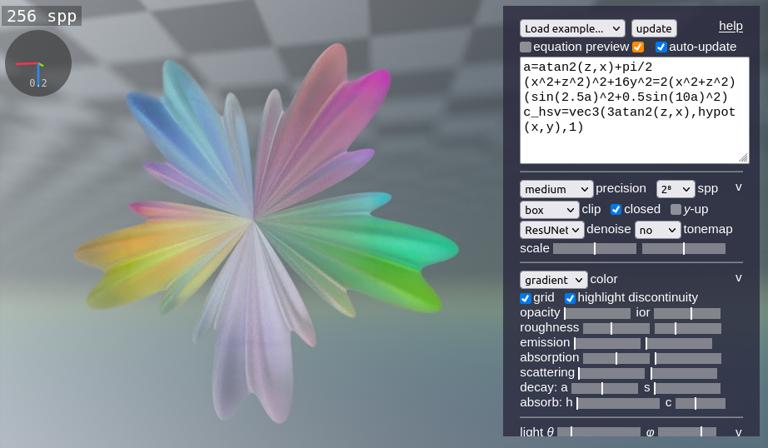 256 spp
0.2
Load example... update help
equation preview auto-update
a=atan2(z,x)+pi/2
(x^2+z^2)^2+16y^2=2(x^2+z^2)
(sin(2.5a)^2+0.5sin(10a)^2)
c_hsv=vec3(3atan2(z,x),hypot
(x,y),1)
medium precision 2⁸ spp v
box clip closed y-up
ResUNet denoise no tonemap
scale
gradient color v
grid highlight discontinuity
opacity ior
roughness
emission
absorption
scattering
decay: a s
absorb: h c
light θ φ v